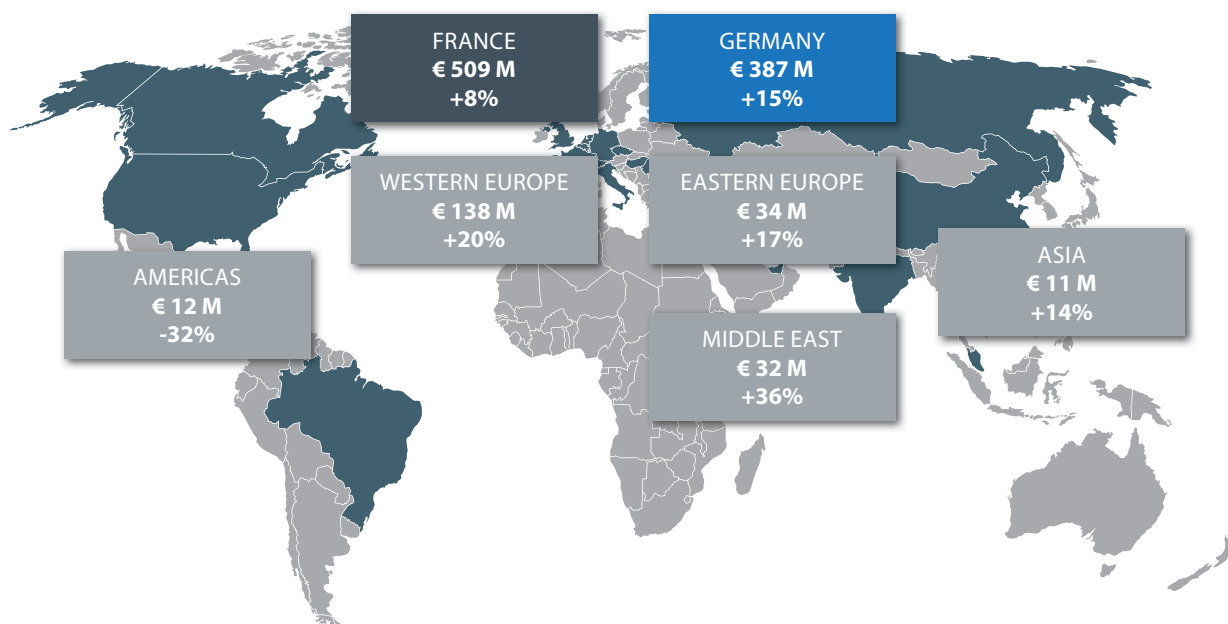 FRANCE
€ 509 M
+8%
GERMANY
€ 387 M
+15%
WESTERN EUROPE
€ 138 M
+20%
EASTERN EUROPE
€ 34 M
+17%
AMERICAS
€ 12 M
-32%
ASIA
€ 11 M
+14%
MIDDLE EAST
€ 32 M
+36%